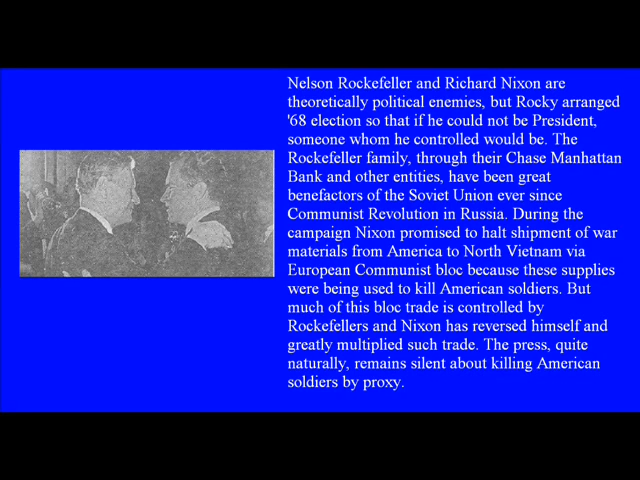 Nelson Rockefeller and Richard Nixon are
theoretically political enemies, but Rocky arranged
'68 election so that if he could not be President,
someone whom he controlled would be. The
Rockefeller family, through their Chase Manhattan
Bank and other entities, have been great
benefactors of the Soviet Union ever since
Communist Revolution in Russia. During the
campaign Nixon promised to halt shipment of war
materials from America to North Vietnam via
European Communist bloc because these supplies
were being used to kill American soldiers. But
much of this bloc trade is controlled by
Rockefellers and Nixon has reversed himself and
greatly multiplied such trade. The press, quite
naturally, remains silent about killing American
soldiers by proxy.